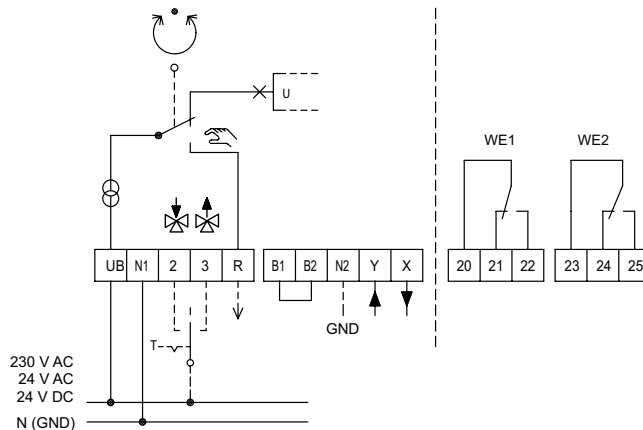 U
WE1 WE2
UB N1 2 3 R B1 B2 N2 Y X 20 21 22 23 24 25
GND
T
230 V AC
24 V AC
24 V DC
N (GND)